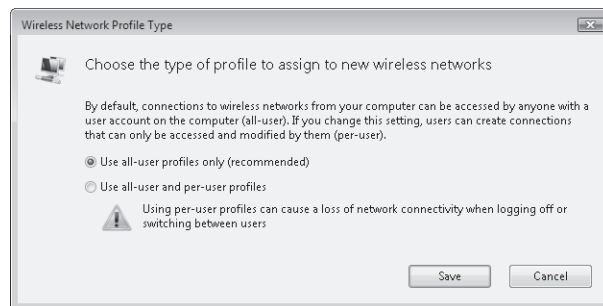 Wireless Network Profile Type
Choose the type of profile to assign to new wireless networks
By default, connections to wireless networks from your computer can be accessed by anyone with a
user account on the computer (all-user). If you change this setting, users can create connections
that can only be accessed and modified by them (per-user).
Use all-user profiles only (recommended)
Use all-user and per-user profiles
Using per-user profiles can cause a loss of network connectivity when logging off or
switching between users
Save Cancel